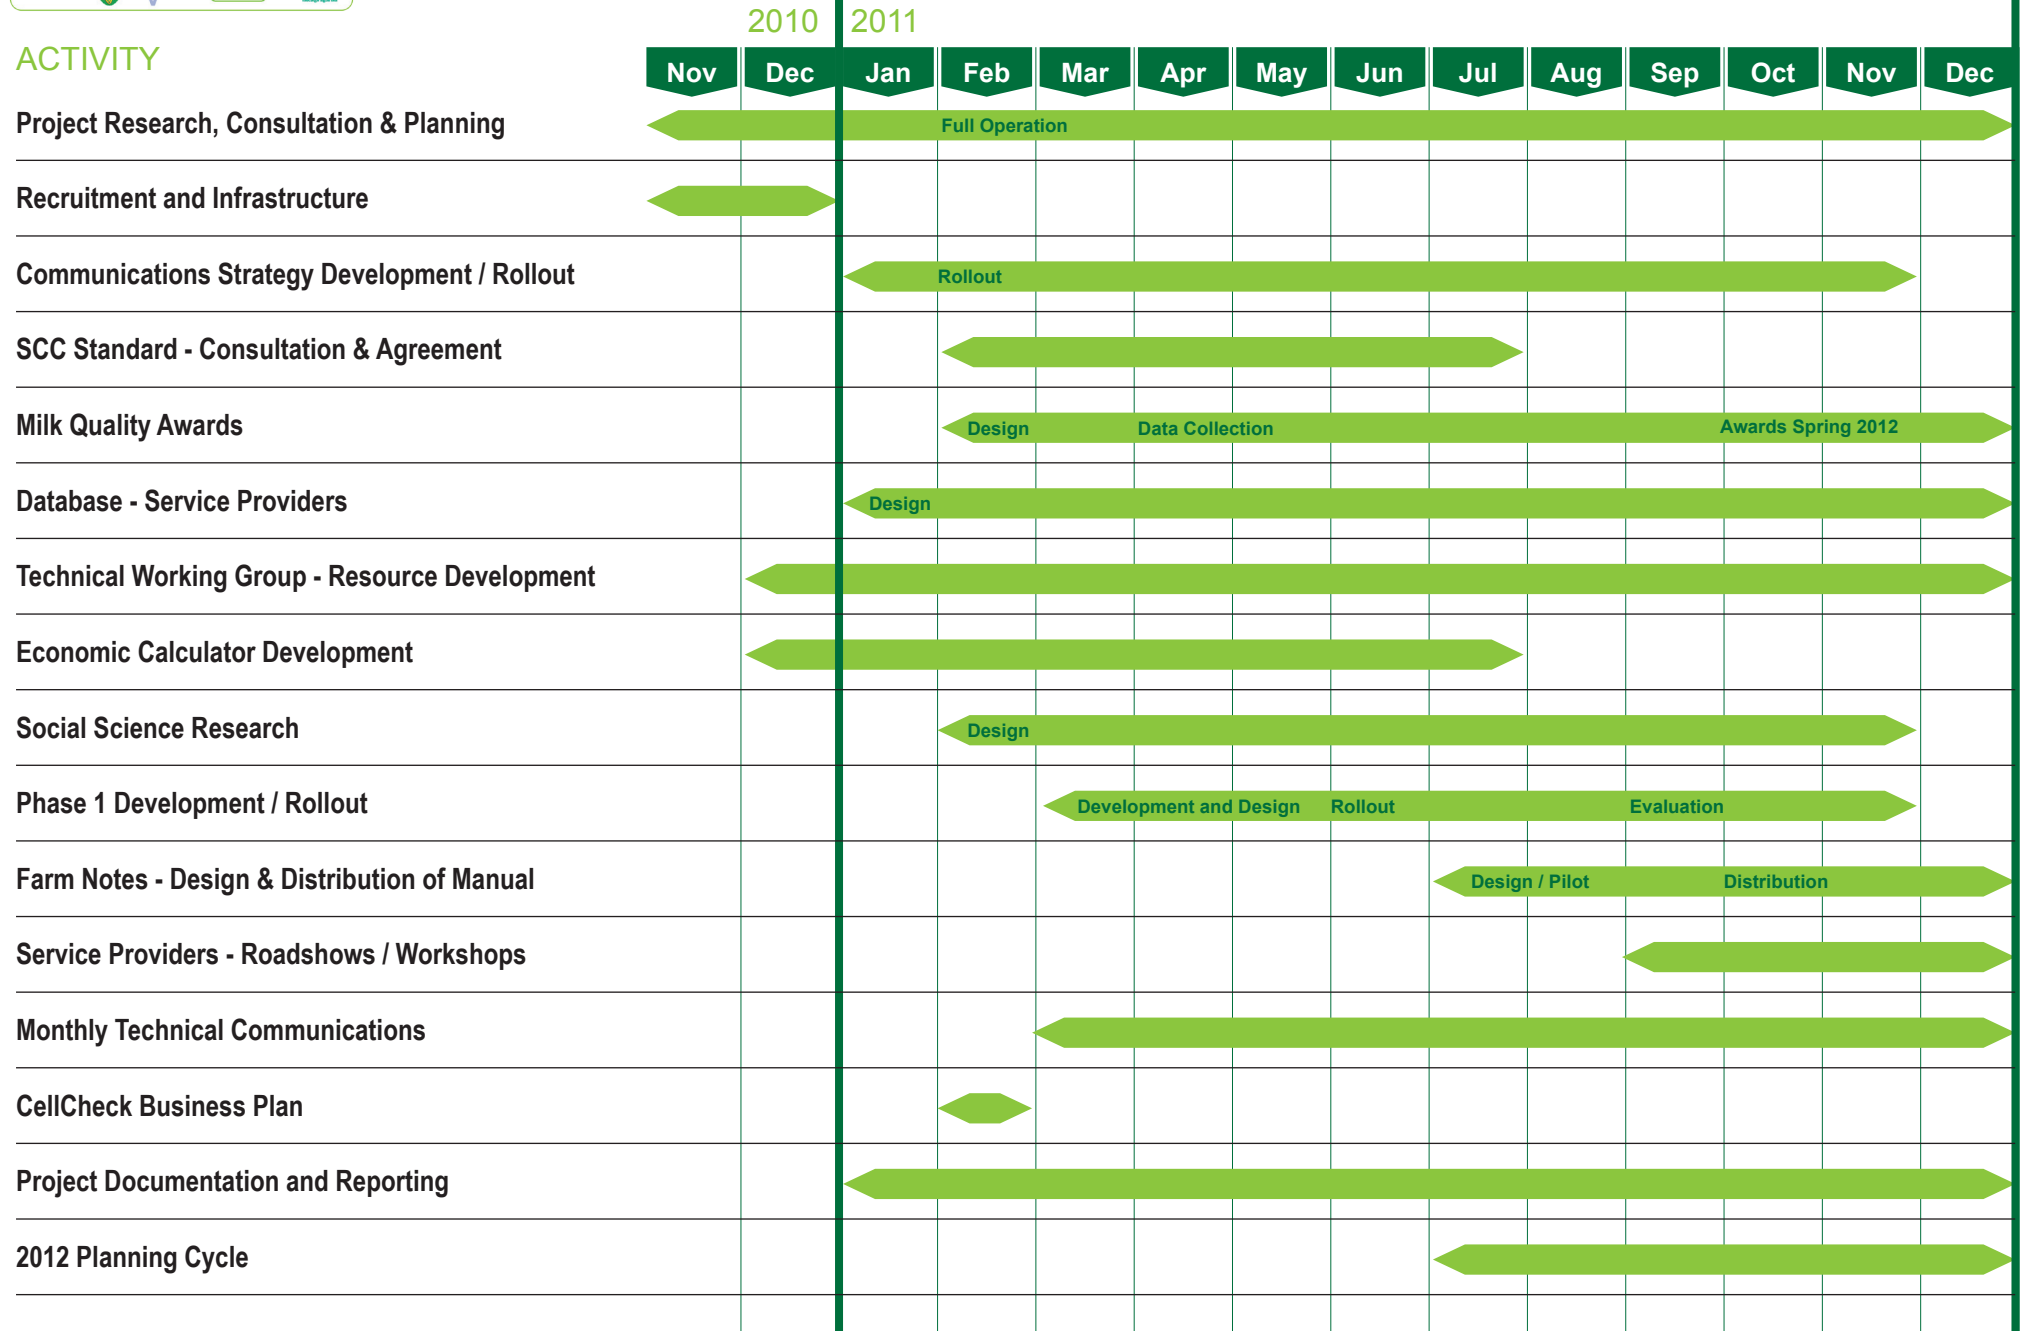 2010 2011
ACTIVITY
Nov Dec Jan Feb Mar Apr May Jun Jul Aug Sep Oct Nov Dec
Project Research, Consultation & Planning Full Operation
Recruitment and Infrastructure
Communications Strategy Development / Rollout Rollout
SCC Standard - Consultation & Agreement
Milk Quality Awards Design Data Collection Awards Spring 2012
Database - Service Providers Design
Technical Working Group - Resource Development
Economic Calculator Development
Social Science Research Design
Phase 1 Development / Rollout Development and Design Rollout Evaluation
Farm Notes - Design & Distribution of Manual Design / Pilot Distribution
Service Providers - Roadshows / Workshops
Monthly Technical Communications
CellCheck Business Plan
Project Documentation and Reporting
2012 Planning Cycle